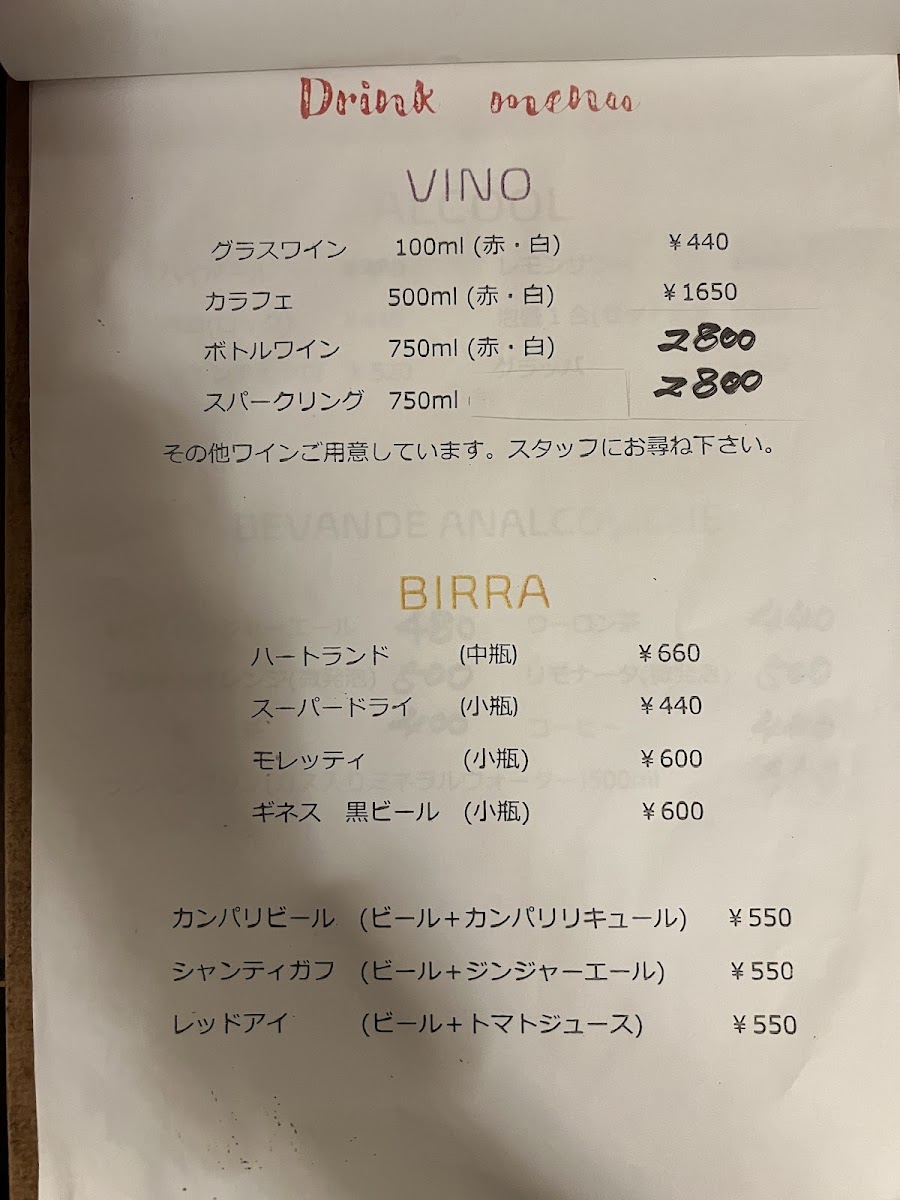 Drink menu
VINO
グラスワイン 100ml (赤・白) ¥440
カラフェ 500ml (赤・白) ¥1650
ボトルワイン 750ml (赤・白) 2800
スパークリング 750ml 2800
その他ワインご用意しています。スタッフにお尋ね下さい。
BIRRA
ハートランド (中瓶) ¥660
スーパードライ (小瓶) ¥440
モレッティ (小瓶) ¥600
ギネス 黒ビール (小瓶) ¥600
カンパリビール (ビール+カンパリリキュール) ¥550
シャンティガフ (ビール+ジンジャーエール) ¥550
レッドアイ (ビール+トマトジュース) ¥550